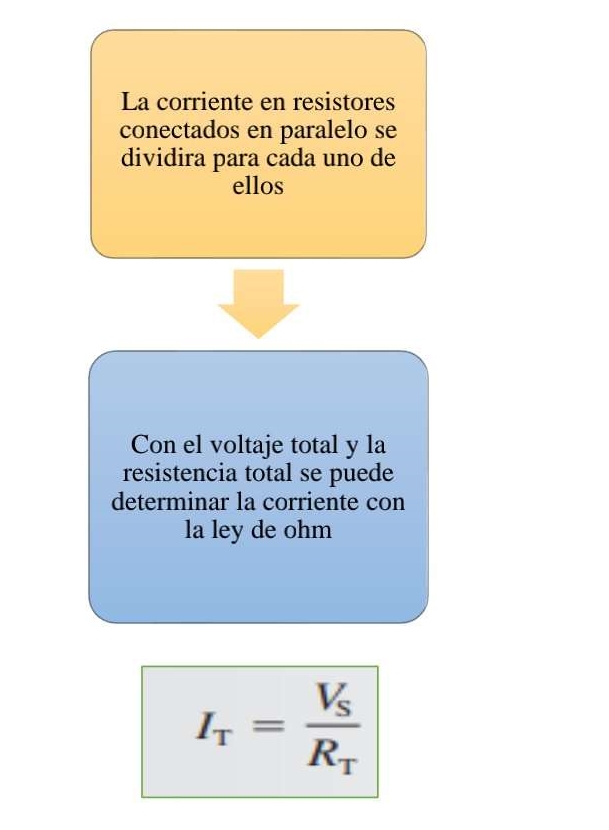 La corriente en resistores
conectados en paralelo se
dividira para cada uno de
ellos
Con el voltaje total y la
resistencia total se puede
determinar la corriente con
la ley de ohm
I_T = V_S / R_T